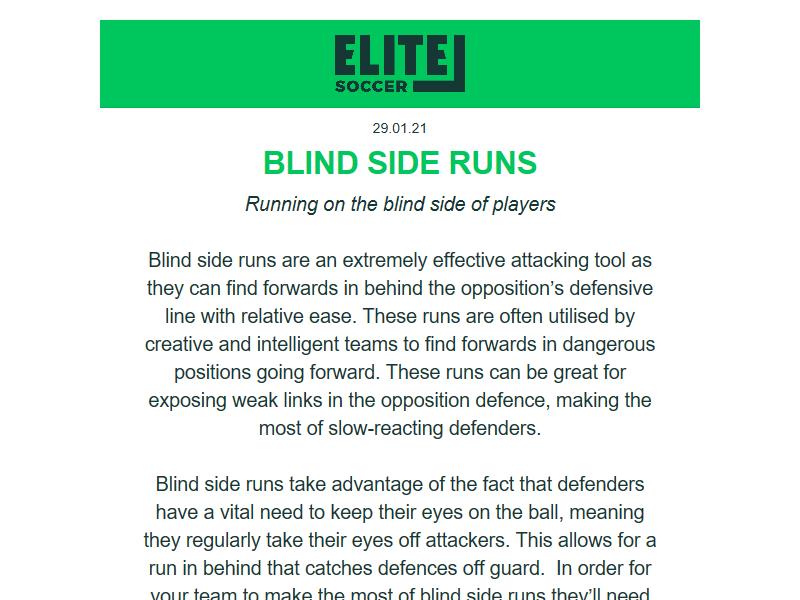 ELITE
SOCCER
29.01.21
BLIND SIDE RUNS
Running on the blind side of players
Blind side runs are an extremely effective attacking tool as
they can find forwards in behind the opposition’s defensive
line with relative ease. These runs are often utilised by
creative and intelligent teams to find forwards in dangerous
positions going forward. These runs can be great for
exposing weak links in the opposition defence, making the
most of slow-reacting defenders.
Blind side runs take advantage of the fact that defenders
have a vital need to keep their eyes on the ball, meaning
they regularly take their eyes off attackers. This allows for a
run in behind that catches defences off guard.  In order for
your team to make the most of blind side runs they’ll need